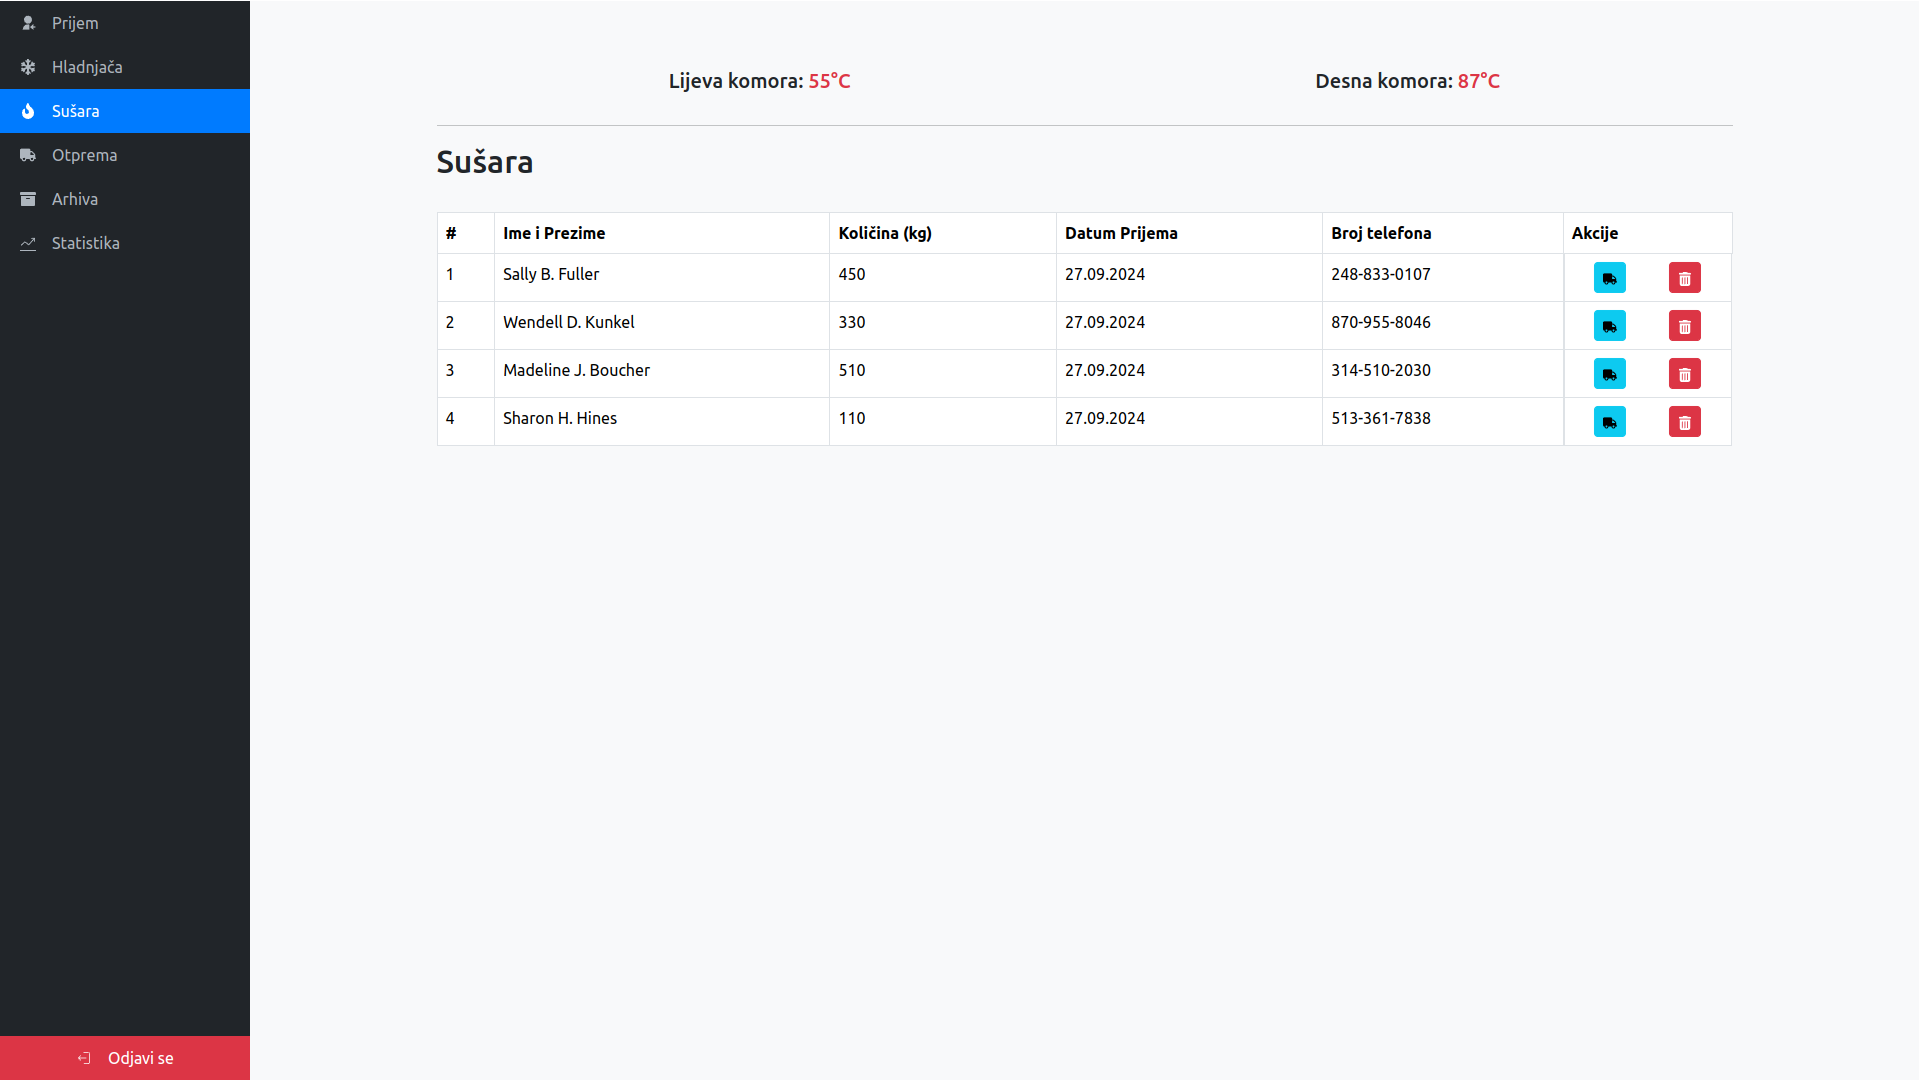 Prijem
Hladnjača
Sušara
Otprema
Arhiva
Statistika
Odjavi se
Lijeva komora: 55°C
Desna komora: 87°C
Sušara
# Ime i Prezime Količina (kg) Datum Prijema Broj telefona Akcije
1 Sally B. Fuller 450 27.09.2024 248-833-0107
2 Wendell D. Kunkel 330 27.09.2024 870-955-8046
3 Madeline J. Boucher 510 27.09.2024 314-510-2030
4 Sharon H. Hines 110 27.09.2024 513-361-7838